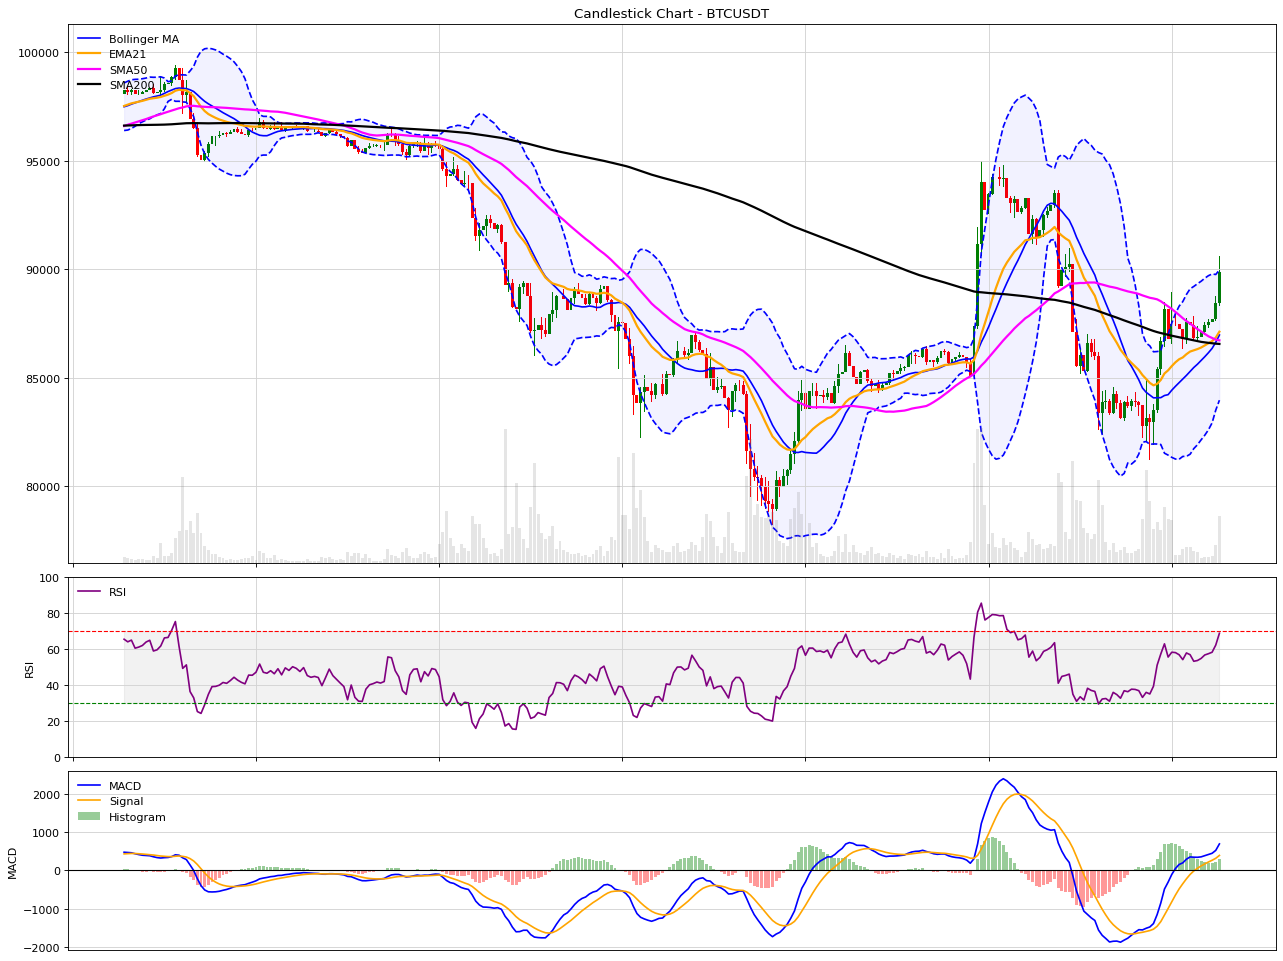 Candlestick Chart - BTCUSDT
Bollinger MA
EMA21
SMA50
SMA200
100000
95000
90000
85000
80000
RSI
RSI
100
80
60
40
20
0
MACD
Signal
Histogram
MACD
2000
1000
0
−1000
−2000